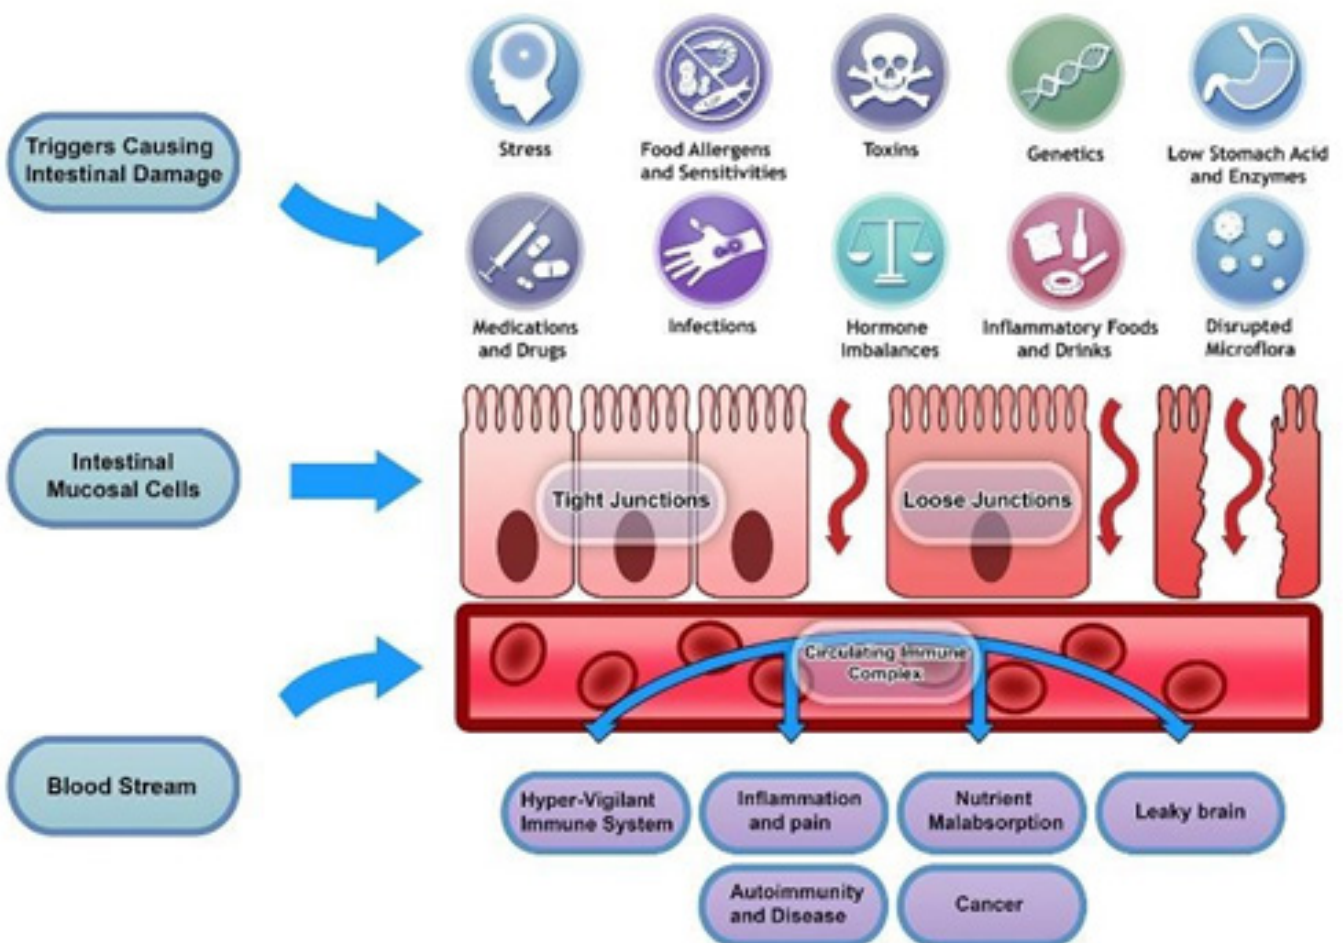 Triggers Causing
Intestinal Damage
Stress
Food Allergens
and Sensitivities
Toxins
Genetics
Low Stomach Acid
and Enzymes
Medications
and Drugs
Infections
Hormone
Imbalances
Inflammatory Foods
and Drinks
Disrupted
Microflora
Intestinal
Mucosal Cells
Tight Junctions
Loose Junctions
Circulating Immune
Complex
Blood Stream
Hyper-Vigilant
Immune System
Inflammation
and pain
Nutrient
Malabsorption
Leaky brain
Autoimmunity
and Disease
Cancer